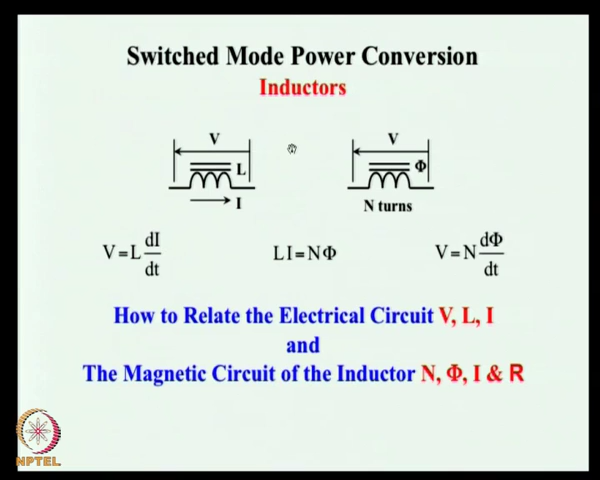 Switched Mode Power Conversion
Inductors
V V
L Φ
I N turns
V=L dI/dt LI=NΦ V=N dΦ/dt
How to Relate the Electrical Circuit V, L, I
and
The Magnetic Circuit of the Inductor N, Φ, I & R
NPTEL